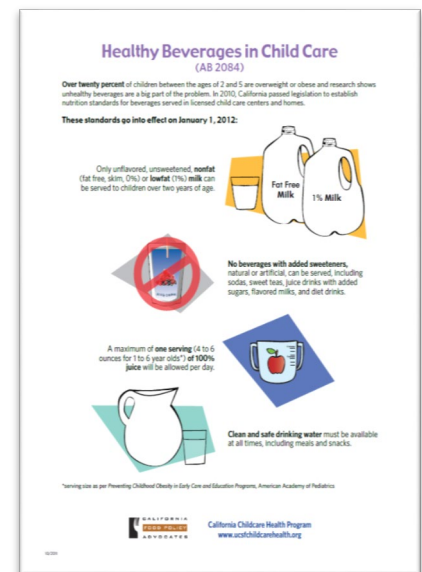 Healthy Beverages in Child Care
(AB 2084)
Over twenty percent of children between the ages of 2 and 5 are overweight or obese and research shows
unhealthy beverages are a big part of the problem. In 2010, California passed legislation to establish
nutrition standards for beverages served in licensed child care centers and homes.
These standards go into effect on January 1, 2012:
Only unflavored, unsweetened, nonfat
(fat free, skim, 0%) or lowfat (1%) milk can
be served to children over two years of age.
Fat Free
Milk
1% Milk
No beverages with added sweeteners,
natural or artificial, can be served, including
sodas, sweet teas, juice drinks with added
sugars, flavored milks, and diet drinks.
A maximum of one serving (4 to 6
ounces for 1 to 6 year olds*) of 100%
juice will be allowed per day.
Clean and safe drinking water must be available
at all times, including meals and snacks.
*serving size as per Preventing Childhood Obesity in Early Care and Education Programs, American Academy of Pediatrics
CALIFORNIA
FOOD POLICY
ADVOCATES
California Childcare Health Program
www.ucsfchildcarehealth.org